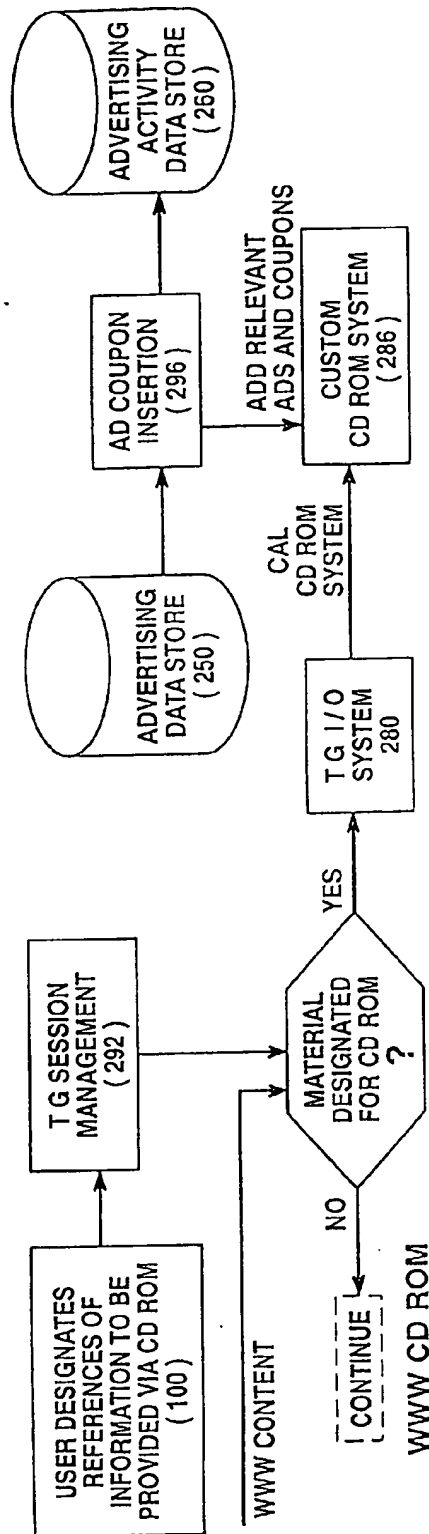 USER DESIGNATES
REFERENCES OF
INFORMATION TO BE
PROVIDED VIA CD ROM
(100)
TG SESSION
MANAGEMENT
(292)
WWW CONTENT
MATERIAL
DESIGNATED
FOR CD ROM
?
NO
CONTINUE
YES
TG I/O
SYSTEM
280
CAL
CD ROM
SYSTEM
ADVERTISING
DATA STORE
(250)
AD COUPON
INSERTION
(296)
ADD RELEVANT
ADS AND COUPONS
CUSTOM
CD ROM SYSTEM
(286)
ADVERTISING
ACTIVITY
DATA STORE
(260)
WWW CD ROM